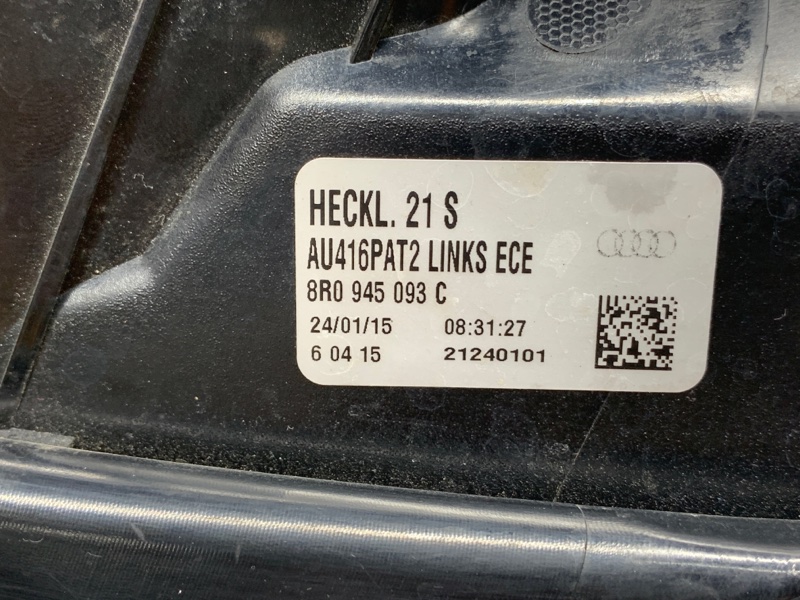 HECKL. 21 S
AU416PAT2 LINKS ECE
8R0 945 093 C
24/01/15 08:31:27
6 04 15 21240101